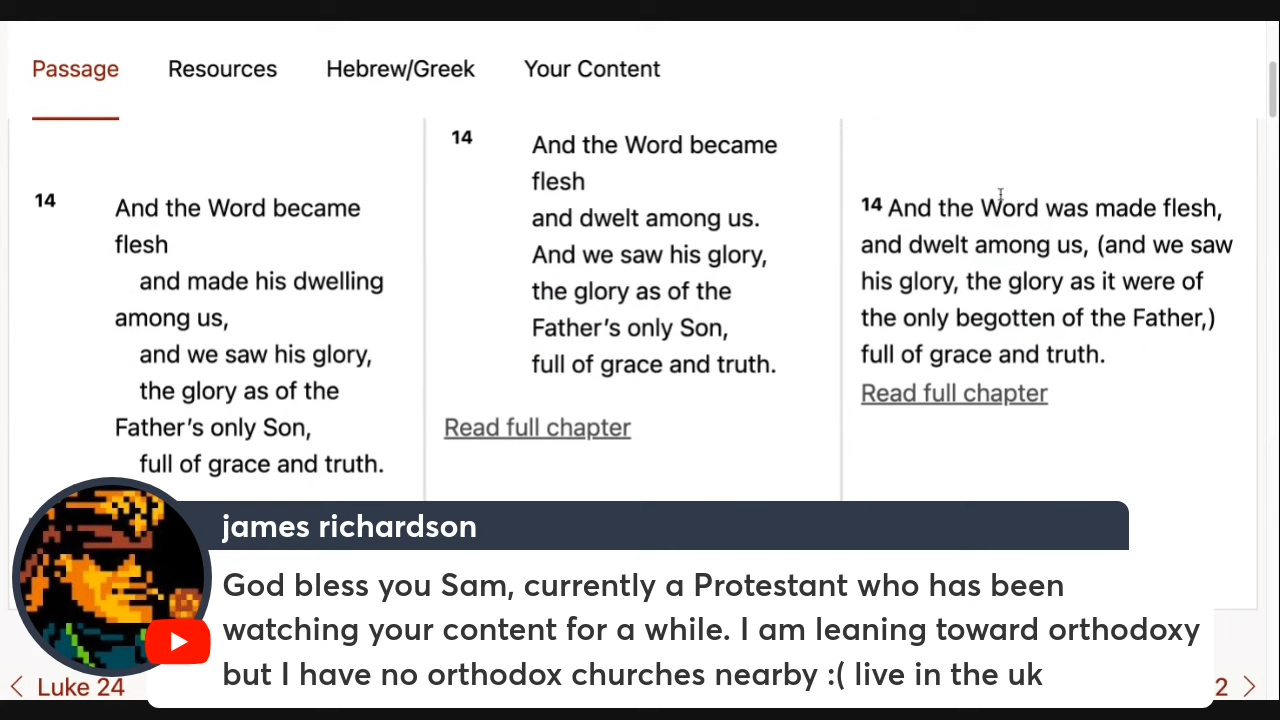 Passage
Resources
Hebrew/Greek
Your Content
14
And the Word became
flesh
and made his dwelling
among us,
and we saw his glory,
the glory as of the
Father’s only Son,
full of grace and truth.
14
And the Word became
flesh
and dwelt among us.
And we saw his glory,
the glory as of the
Father’s only Son,
full of grace and truth.
Read full chapter
14 And the Word was made flesh,
and dwelt among us, (and we saw
his glory, the glory as it were of
the only begotten of the Father,)
full of grace and truth.
Read full chapter
james richardson
God bless you Sam, currently a Protestant who has been
watching your content for a while. I am leaning toward orthodoxy
but I have no orthodox churches nearby :( live in the uk
Luke 24
2